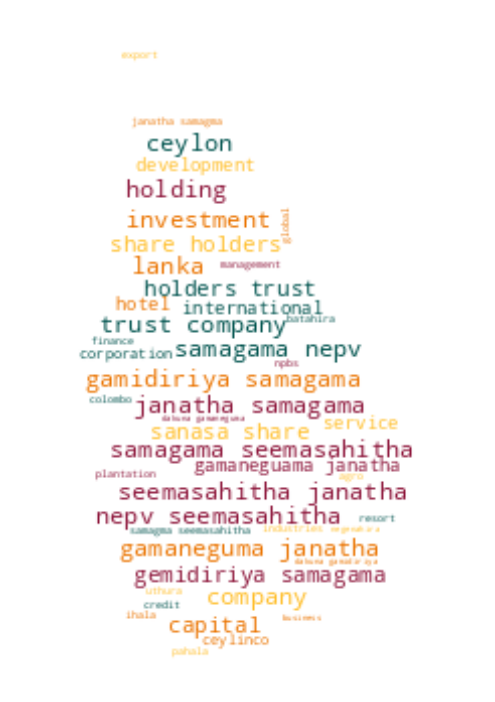 export
janatha samagma
ceylon
development
holding
investment
global
share holders
lanka
management
holders trust
hotel
international
trust company
batahira
finance
corporation
samagama nepv
npbs
gamidiriya samagama
colombo
janatha samagama
dakuna gamaneguma
sanasa share
service
samagama seemasahitha
gamaneguama janatha
plantation
agro
seemasahitha janatha
nepv seemasahitha
resort
samagma seemasahitha
industries
gamaneguma janatha
dakuna gamidiriya
gemidiriya samagama
uthura
company
credit
ihala
business
capital
ceylinco
pahala